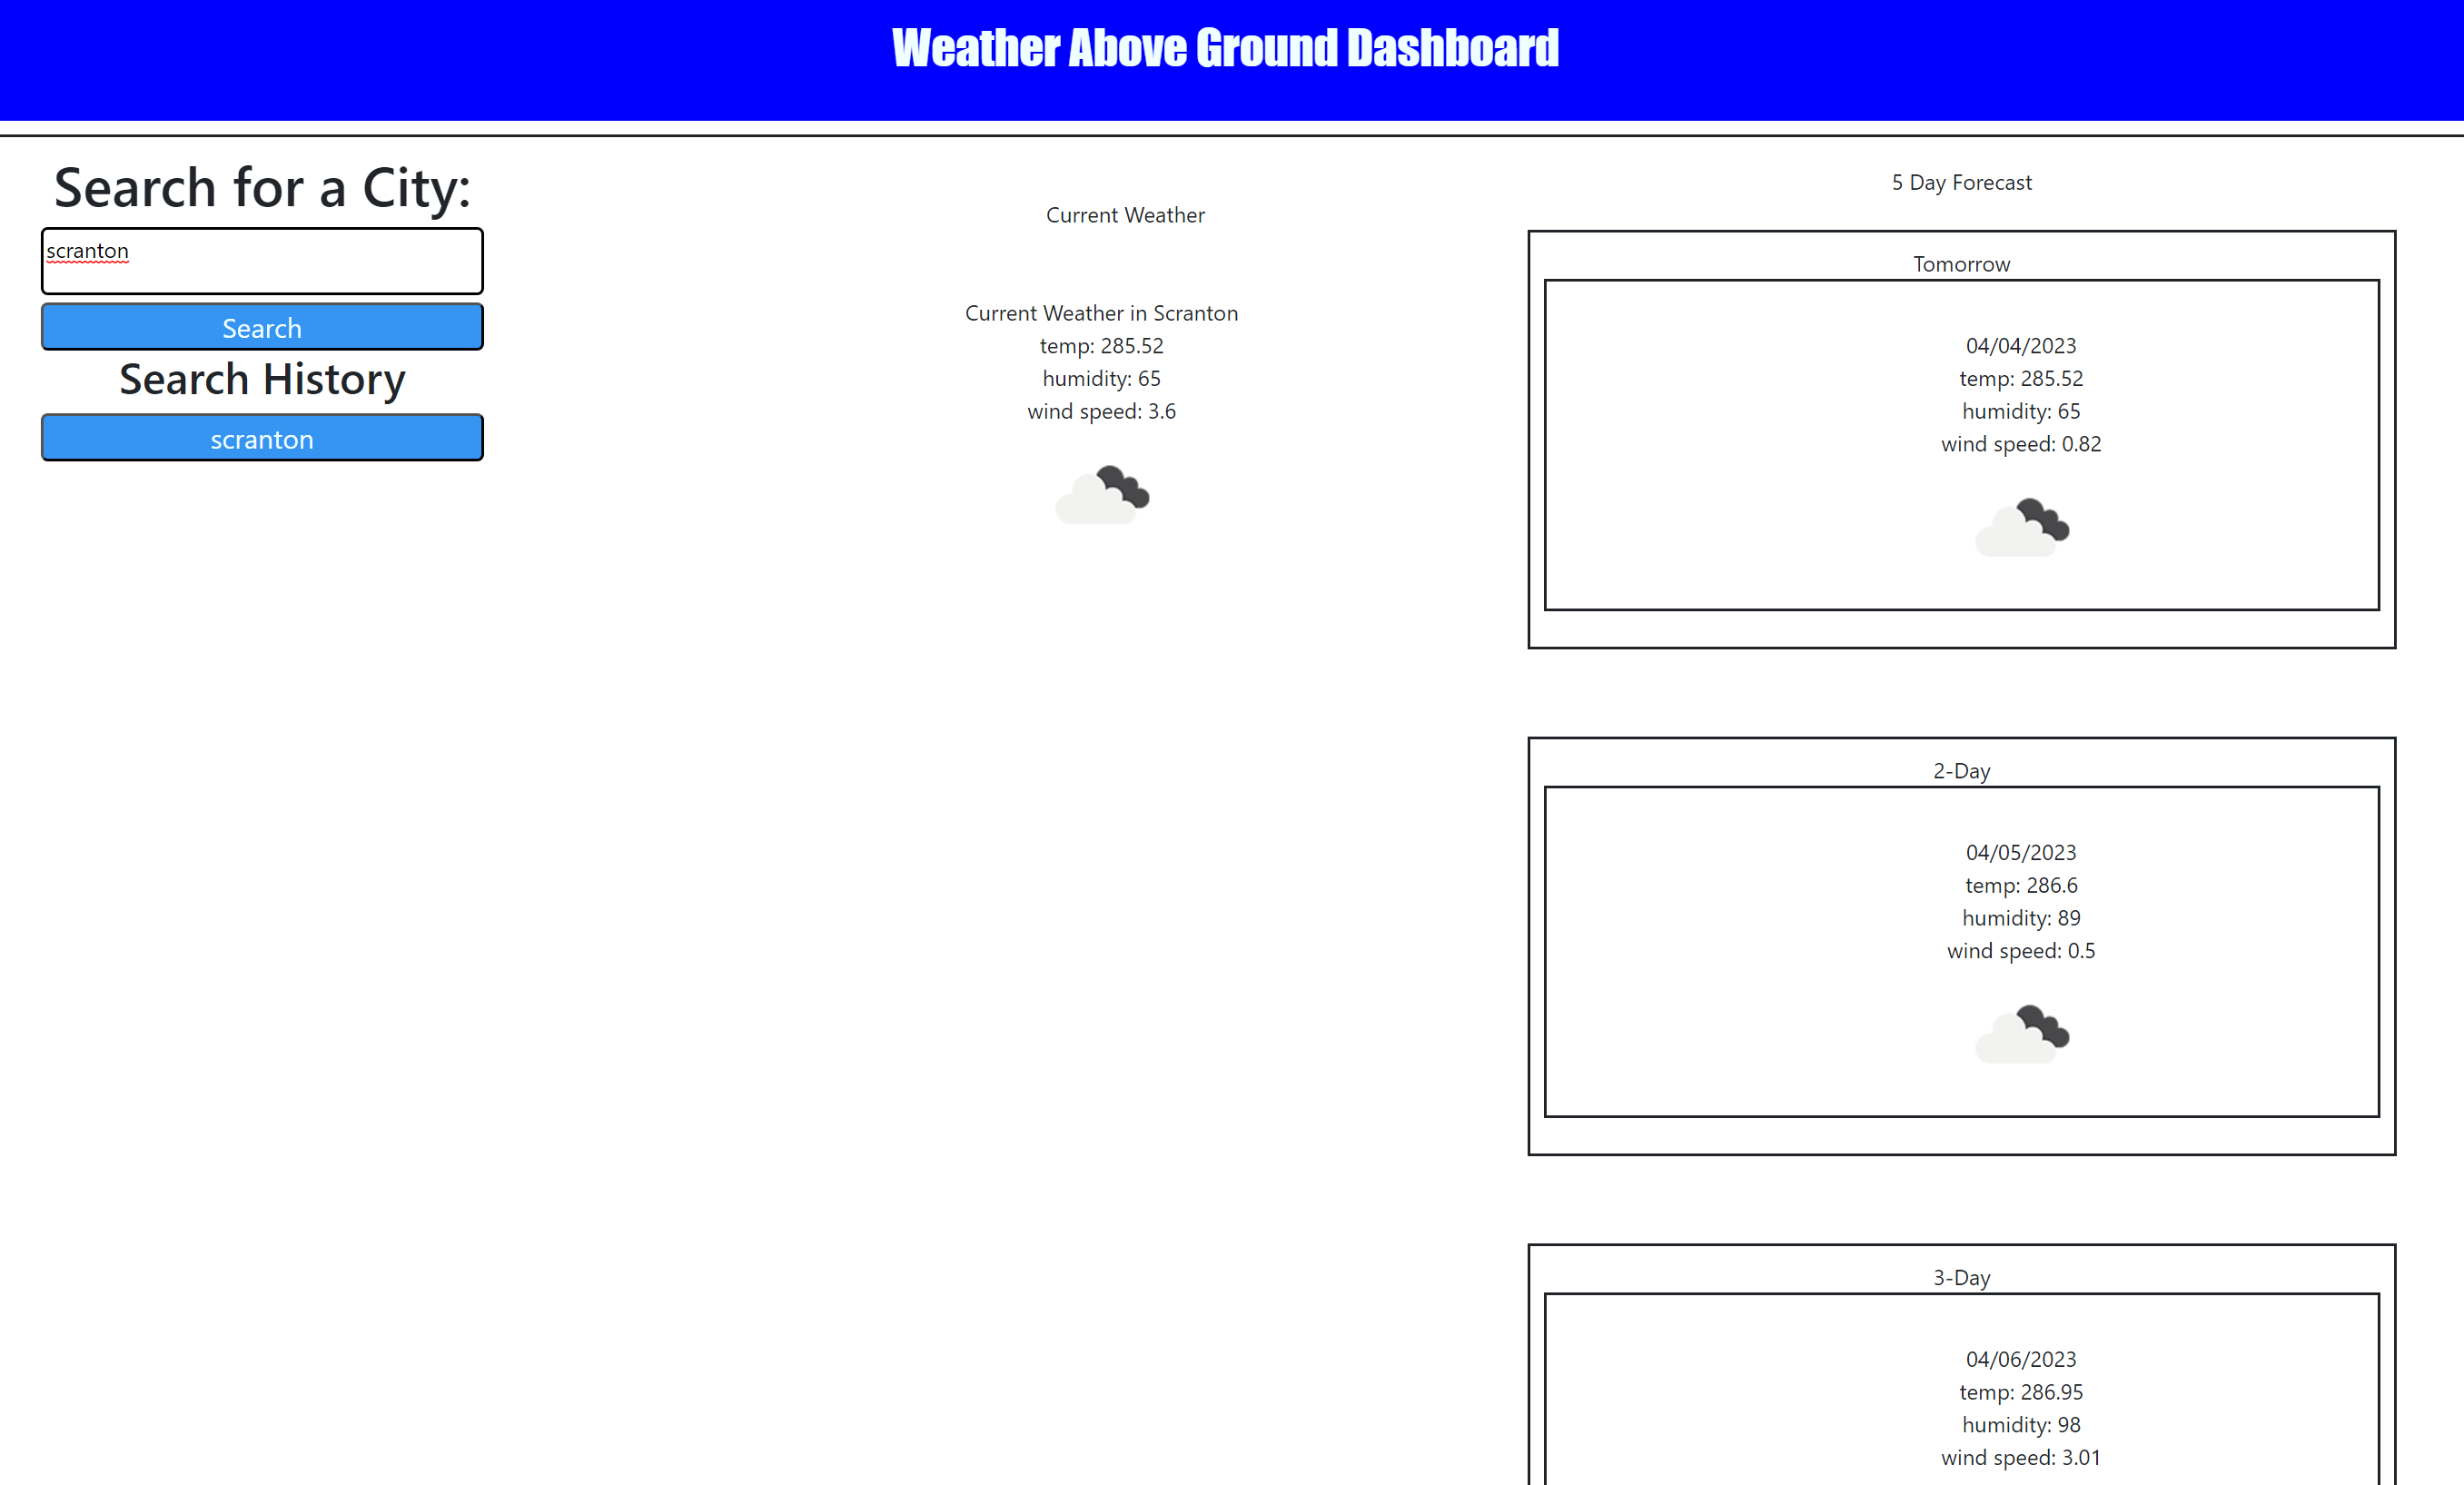 Weather Above Ground Dashboard
Search for a City:
scranton
Search
Search History
scranton
Current Weather
Current Weather in Scranton
temp: 285.52
humidity: 65
wind speed: 3.6
5 Day Forecast
Tomorrow
04/04/2023
temp: 285.52
humidity: 65
wind speed: 0.82
2-Day
04/05/2023
temp: 286.6
humidity: 89
wind speed: 0.5
3-Day
04/06/2023
temp: 286.95
humidity: 98
wind speed: 3.01